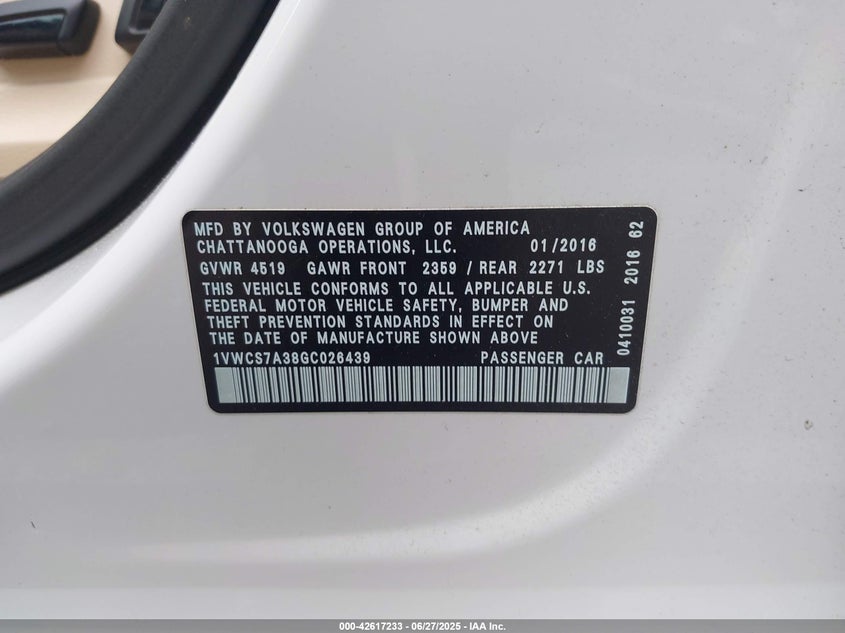 MFD BY VOLKSWAGEN GROUP OF AMERICA
CHATTANOOGA OPERATIONS, LLC. 01/2016
GVWR 4519 GAWR FRONT 2359 / REAR 2271 LBS
THIS VEHICLE CONFORMS TO ALL APPLICABLE U.S.
FEDERAL MOTOR VEHICLE SAFETY, BUMPER AND
THEFT PREVENTION STANDARDS IN EFFECT ON
THE DATE OF MANUFACTURE SHOWN ABOVE
1VWCS7A38GC026439 PASSENGER CAR
0410031 2016 62
000-42617233 - 06/27/2025 - IAA Inc.